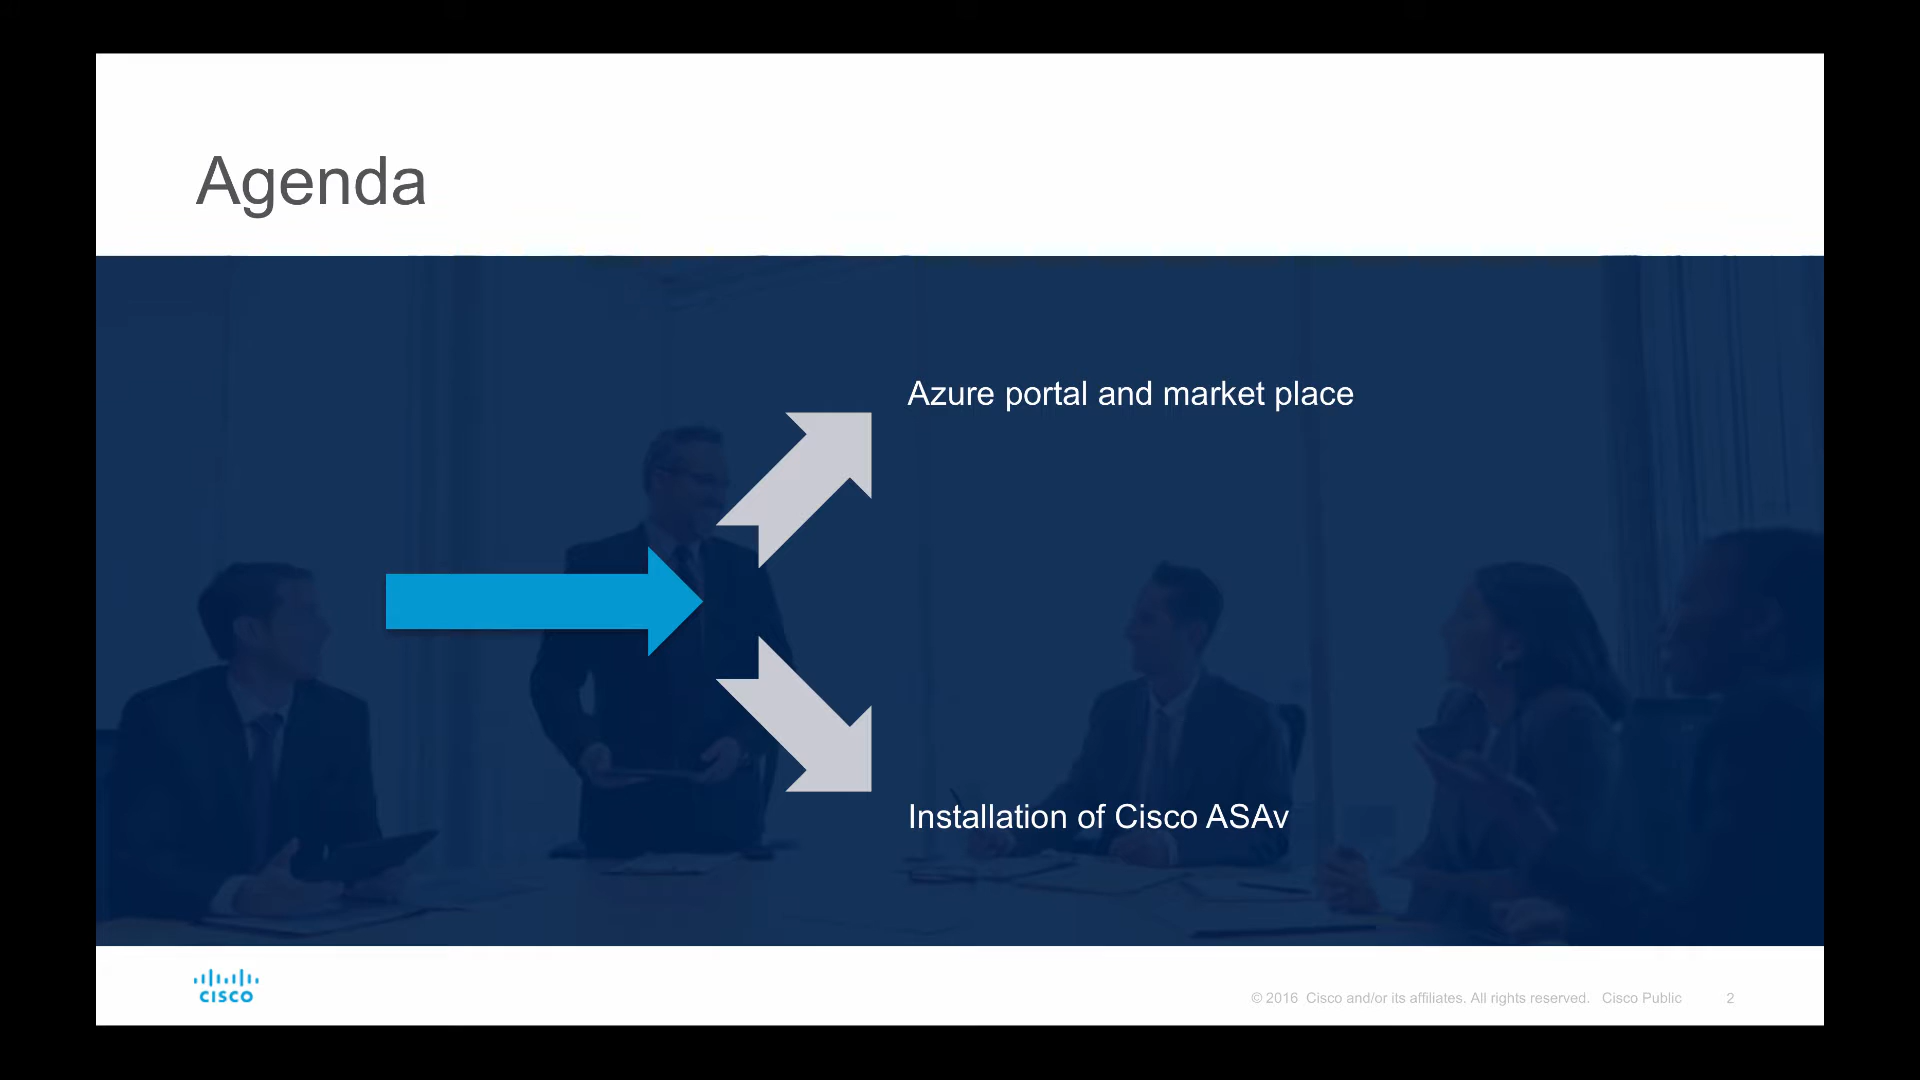 Agenda
Azure portal and market place
Installation of Cisco ASAv
CISCO
© 2016 Cisco and/or its affiliates. All rights reserved. Cisco Public 2